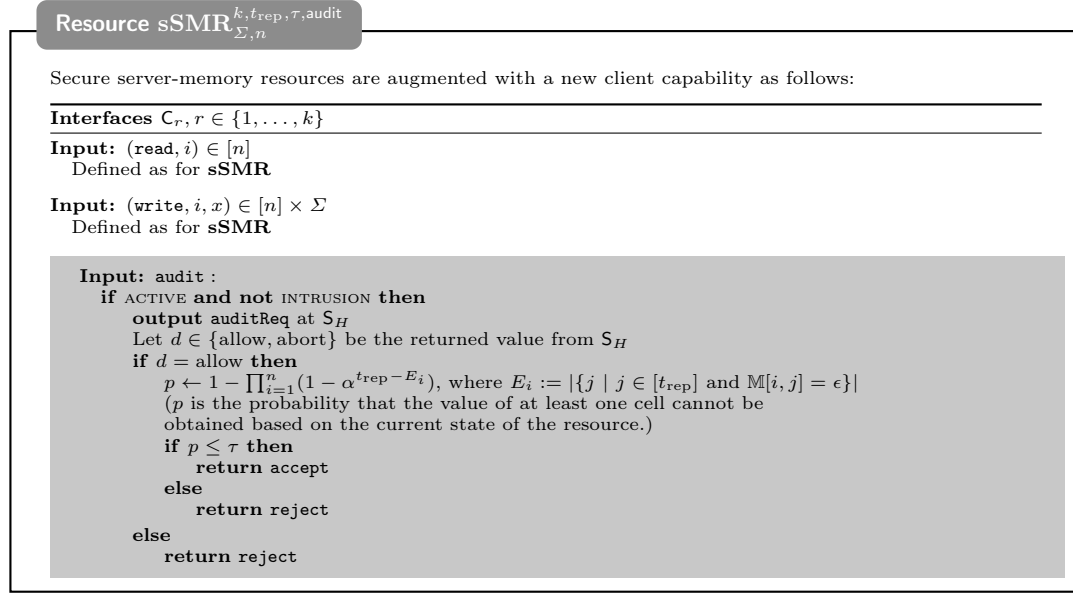 Resource sSMR^{k,t_rep,τ,audit}_{Σ,n}
Secure server-memory resources are augmented with a new client capability as follows:
Interfaces C_r, r ∈ {1, . . . , k}
Input: (read, i) ∈ [n]
Defined as for sSMR
Input: (write, i, x) ∈ [n] × Σ
Defined as for sSMR
Input: audit :
if ACTIVE and not INTRUSION then
output auditReq at S_H
Let d ∈ {allow, abort} be the returned value from S_H
if d = allow then
p ← 1 − ∏_{i=1}^{n}(1 − α^{t_rep−E_i}), where E_i := |{j | j ∈ [t_rep] and 𝕄[i, j] = ϵ}|
(p is the probability that the value of at least one cell cannot be
obtained based on the current state of the resource.)
if p ≤ τ then
return accept
else
return reject
else
return reject